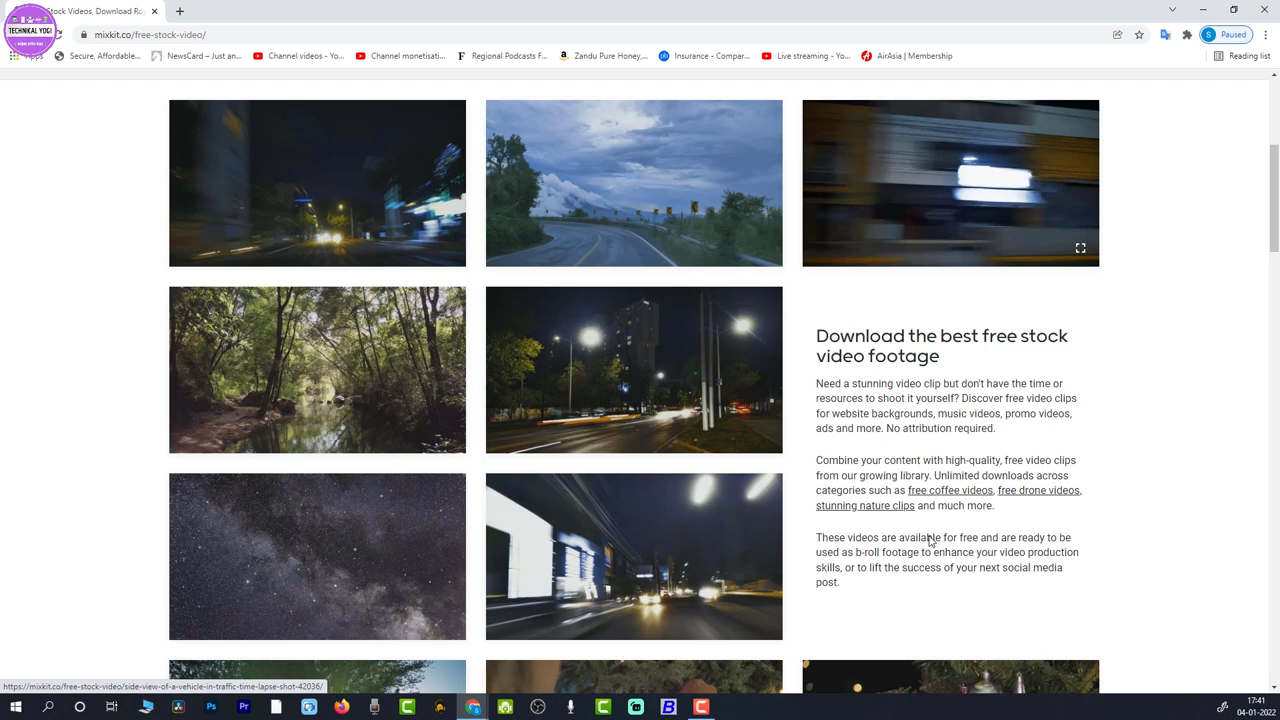 Stock Videos, Download Ro
TECHNIKAL YOGI
mixkit.co/free-stock-video/
Paused
Apps
Secure, Affordable...
NewsCard – Just an...
Channel videos - Yo...
Channel monetisati...
Regional Podcasts F...
Zandu Pure Honey,...
Insurance - Compar...
Live streaming - Yo...
AirAsia | Membership
Reading list
Download the best free stock
video footage
Need a stunning video clip but don't have the time or
resources to shoot it yourself? Discover free video clips
for website backgrounds, music videos, promo videos,
ads and more. No attribution required.
Combine your content with high-quality, free video clips
from our growing library. Unlimited downloads across
categories such as free coffee videos, free drone videos,
stunning nature clips and much more.
These videos are available for free and are ready to be
used as b-roll footage to enhance your video production
skills, or to lift the success of your next social media
post.
https://mixkit.co/free-stock-video/side-view-of-a-vehicle-in-traffic-time-lapse-shot-42036/
17:41
04-01-2022